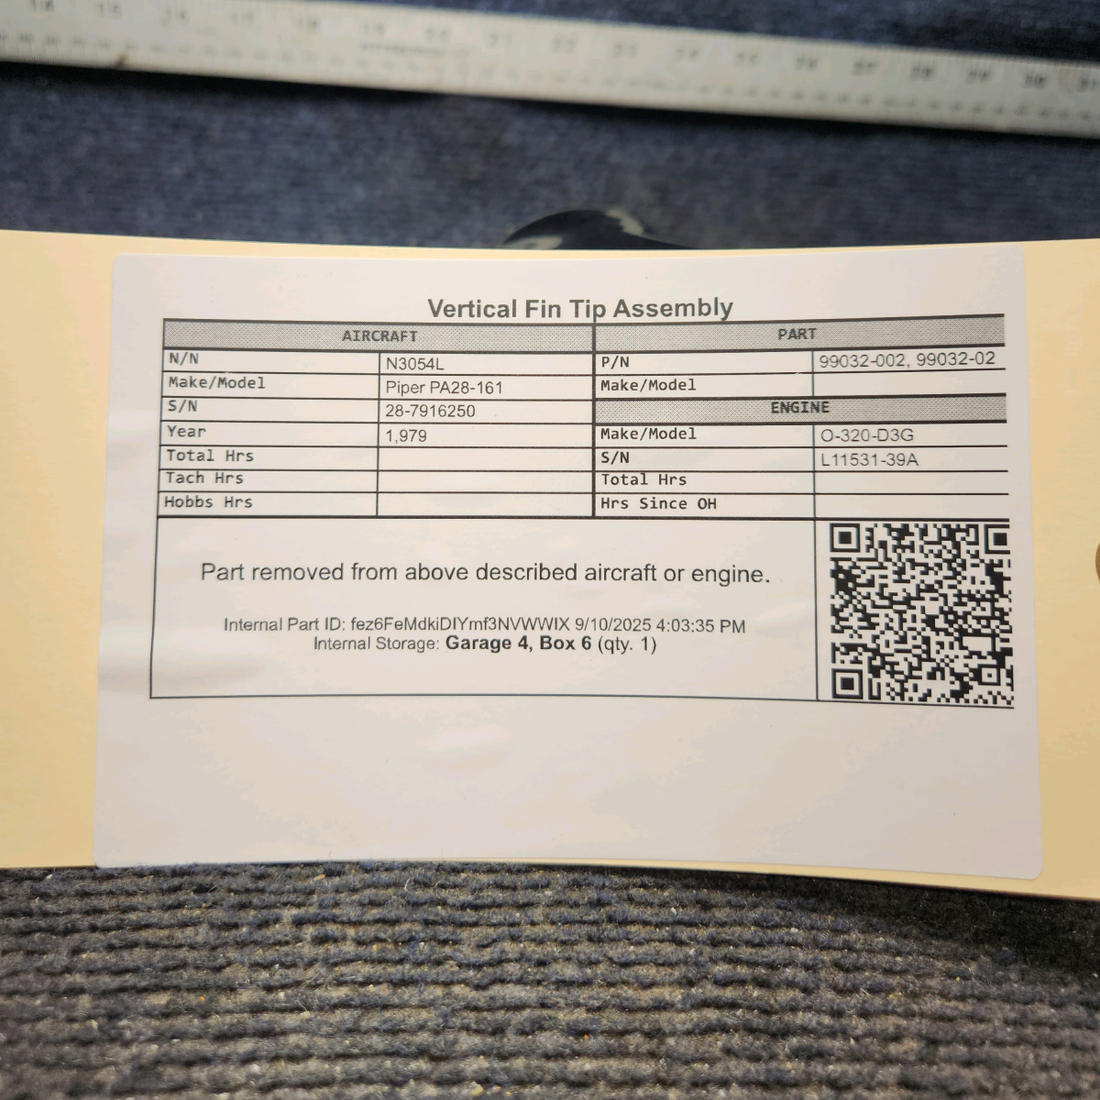 Vertical Fin Tip Assembly
AIRCRAFT PART
N/N N3054L P/N 99032-002, 99032-02
Make/Model Piper PA28-161 Make/Model
S/N 28-7916250 ENGINE
Year 1,979 Make/Model O-320-D3G
Total Hrs S/N L11531-39A
Tach Hrs Total Hrs
Hobbs Hrs Hrs Since OH
Part removed from above described aircraft or engine.
Internal Part ID: fez6FeMdkiDIYmf3NVWWIX 9/10/2025 4:03:35 PM
Internal Storage: Garage 4, Box 6 (qty. 1)